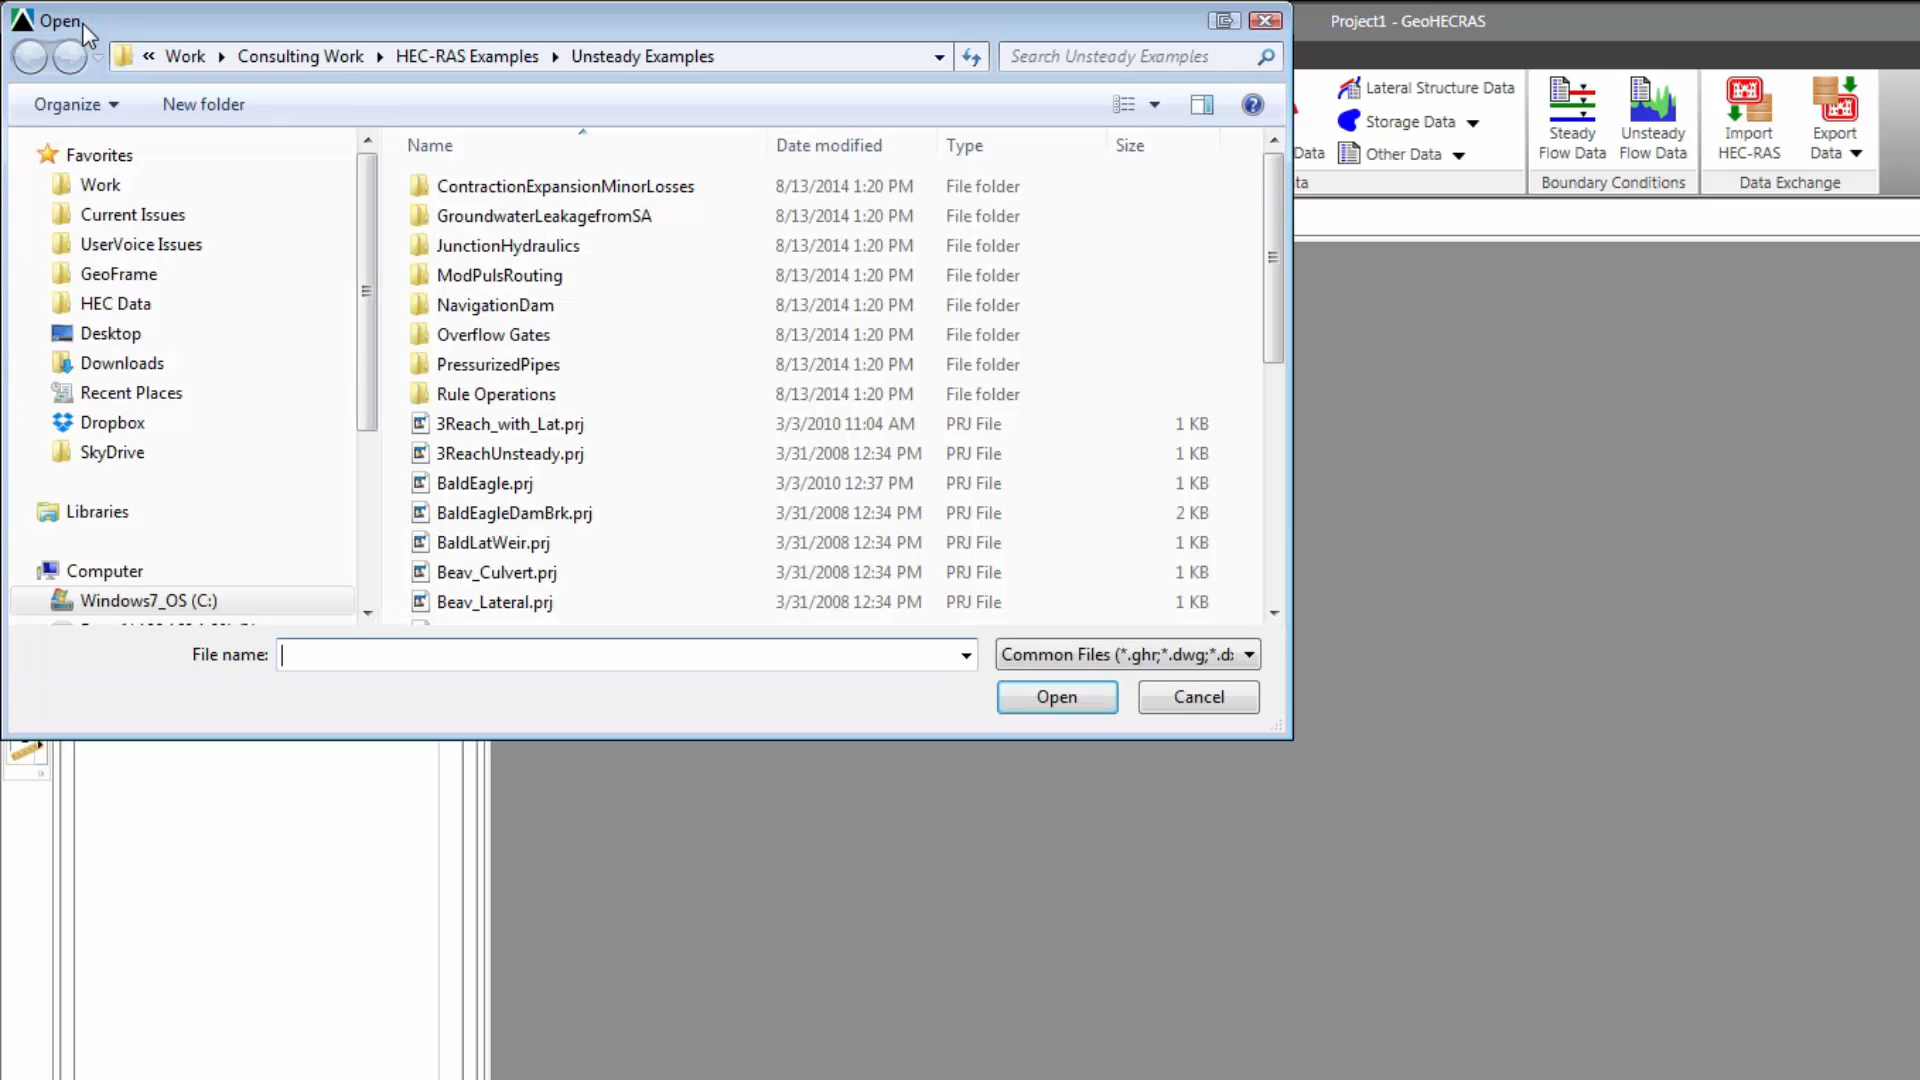 Open
Project1 - GeoHECRAS
« Work Consulting Work HEC-RAS Examples Unsteady Examples
Search Unsteady Examples
Organize
New folder
Lateral Structure Data
Storage Data
Other Data
Data
Steady
Flow Data
Unsteady
Flow Data
Boundary Conditions
Import
HEC-RAS
Export
Data
Data Exchange
Favorites
Work
Current Issues
UserVoice Issues
GeoFrame
HEC Data
Desktop
Downloads
Recent Places
Dropbox
SkyDrive
Libraries
Computer
Windows7_OS (C:)
Name Date modified Type Size
ContractionExpansionMinorLosses 8/13/2014 1:20 PM File folder
GroundwaterLeakagefromSA 8/13/2014 1:20 PM File folder
JunctionHydraulics 8/13/2014 1:20 PM File folder
ModPulsRouting 8/13/2014 1:20 PM File folder
NavigationDam 8/13/2014 1:20 PM File folder
Overflow Gates 8/13/2014 1:20 PM File folder
PressurizedPipes 8/13/2014 1:20 PM File folder
Rule Operations 8/13/2014 1:20 PM File folder
3Reach_with_Lat.prj 3/3/2010 11:04 AM PRJ File 1 KB
3ReachUnsteady.prj 3/31/2008 12:34 PM PRJ File 1 KB
BaldEagle.prj 3/3/2010 12:37 PM PRJ File 1 KB
BaldEagleDamBrk.prj 3/31/2008 12:34 PM PRJ File 2 KB
BaldLatWeir.prj 3/31/2008 12:34 PM PRJ File 1 KB
Beav_Culvert.prj 3/31/2008 12:34 PM PRJ File 1 KB
Beav_Lateral.prj 3/31/2008 12:34 PM PRJ File 1 KB
File name:
Common Files (*.ghr;*.dwg;*.d
Open
Cancel